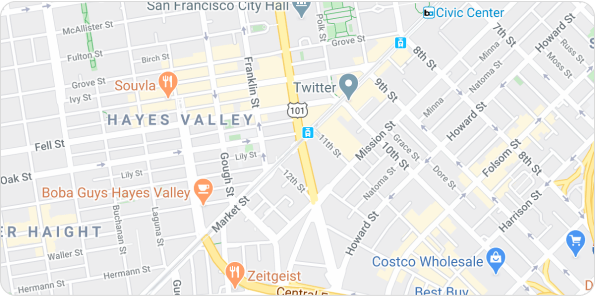 San Francisco City Hall
Civic Center
McAllister St
Polk St
7th St
Howard St
Fulton St
Birch St
Grove St
8th St
Minna
Russ St
Moss St
Grove St
Ivy St
Souvla
Franklin St
Twitter
9th St
Natoma St
101
Minna
HAYES VALLEY
Howard St
Fell St
Mission St
11th St
Grace St
10th St
Folsom St
8th St
Lily St
Lily St
Gough St
Dore St
Oak St
12th St
Natoma St
Boba Guys Hayes Valley
Harrison St
Buchanan St
Laguna St
Market St
ER HAIGHT
Howard St
Waller St
Costco Wholesale
Hermann St
Zeitgeist
Hermann St
Best Buy
Central
D